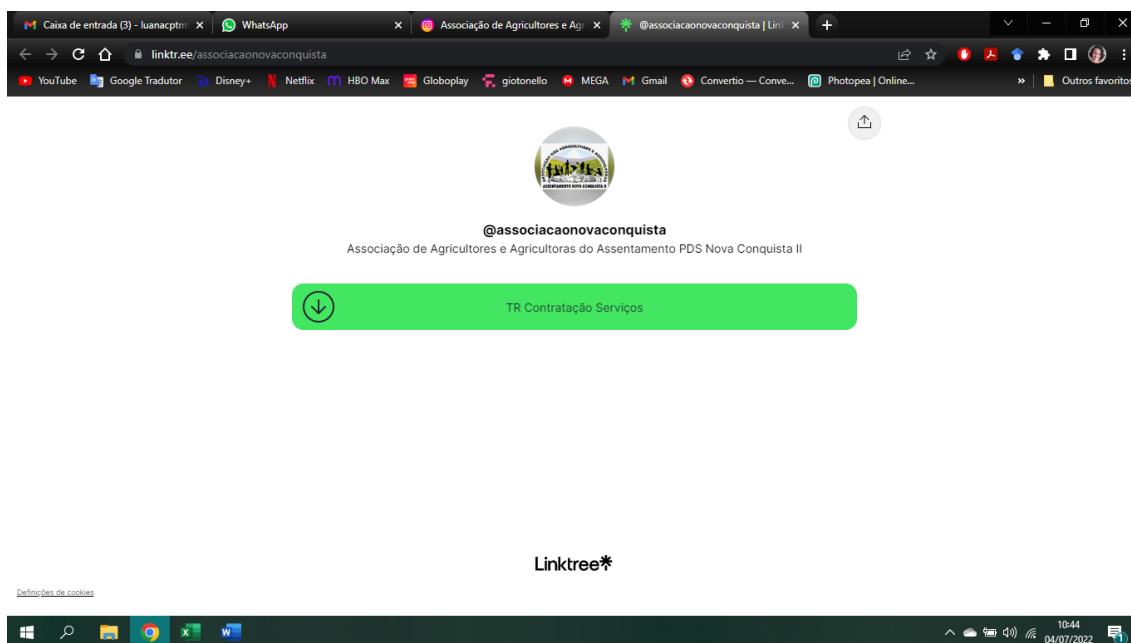 Caixa de entrada (3) - luanacptm
WhatsApp
Associação de Agricultores e Agr
@associacaonovaconquista | Lin
linktr.ee/associacaonovaconquista
YouTube
Google Tradutor
Disney+
Netflix
HBO Max
Globoplay
giotonello
MEGA
Gmail
Convertio — Conve...
Photopea | Online...
»
Outros favoritos
ASSENTAMENTO NOVA CONQUISTA II
@associacaonovaconquista
Associação de Agricultores e Agricultoras do Assentamento PDS Nova Conquista II
TR Contratação Serviços
Linktree*
Definições de cookies
10:44
04/07/2022